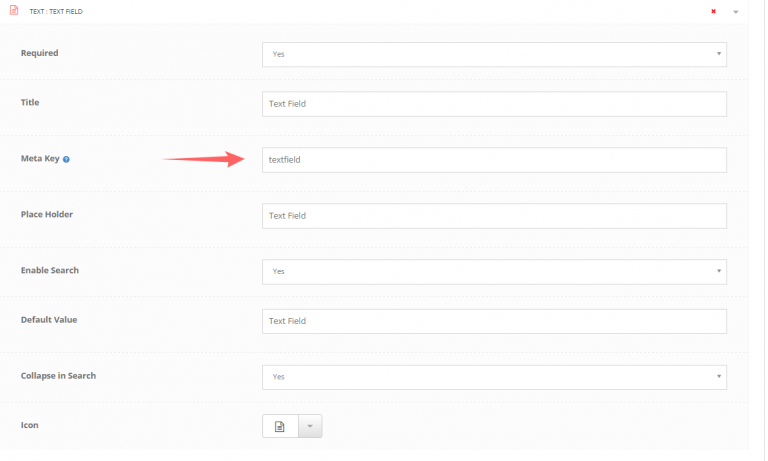 TEXT : TEXT FIELD
Required
Yes
Title
Text Field
Meta Key
textfield
Place Holder
Text Field
Enable Search
Yes
Default Value
Text Field
Collapse in Search
Yes
Icon